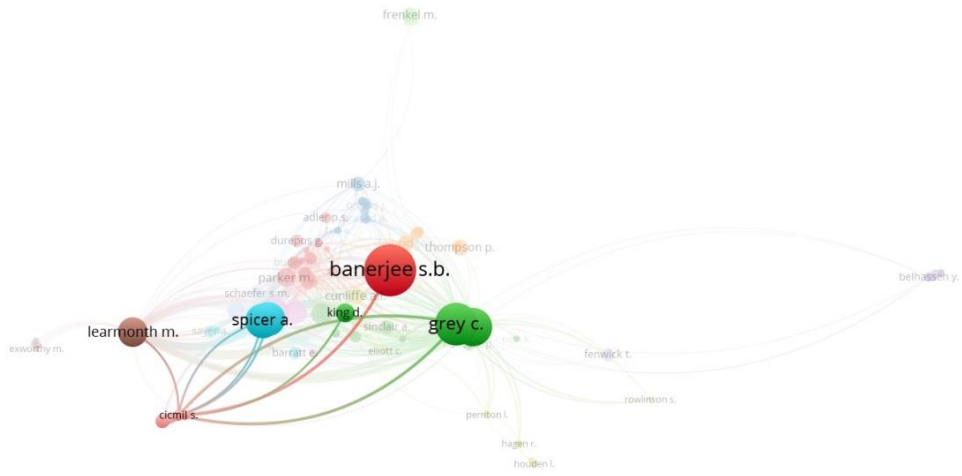 frenkel m.
mills a.j.
adler p.s.
durepos g.
thompson p.
banerjee s.b.
parker m.
belhassen y.
schaefer s.m.
cunliffe a.l.
king d.
spicer a.
grey c.
learmonth m.
sinclair a.
exworthy m.
barratt e.
elliott c.
fenwick t.
rowlinson s.
cicmil s.
perriton l.
hagen r.
houden l.